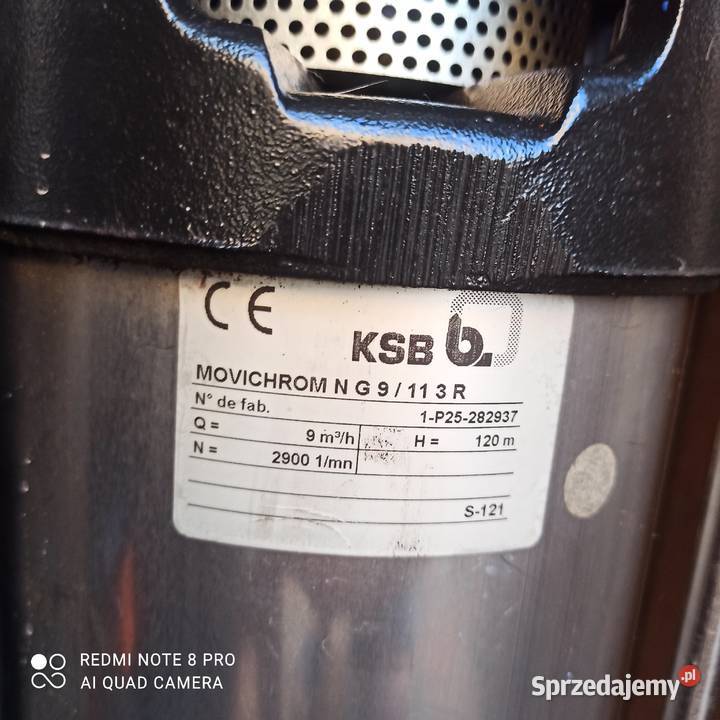 CE
KSB b.
MOVICHROM N G 9 / 11 3 R
N° de fab. 1-P25-282937
Q = 9 m³/h H = 120 m
N = 2900 1/mn
S-121
REDMI NOTE 8 PRO
AI QUAD CAMERA
Sprzedajemy.pl